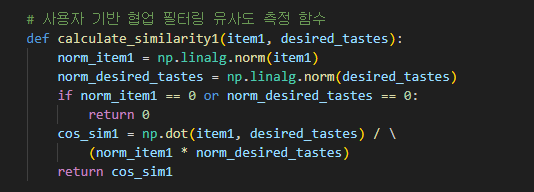 # 사용자 기반 협업 필터링 유사도 측정 함수
def calculate_similarity1(item1, desired_tastes):
    norm_item1 = np.linalg.norm(item1)
    norm_desired_tastes = np.linalg.norm(desired_tastes)
    if norm_item1 == 0 or norm_desired_tastes == 0:
        return 0
    cos_sim1 = np.dot(item1, desired_tastes) / \
        (norm_item1 * norm_desired_tastes)
    return cos_sim1